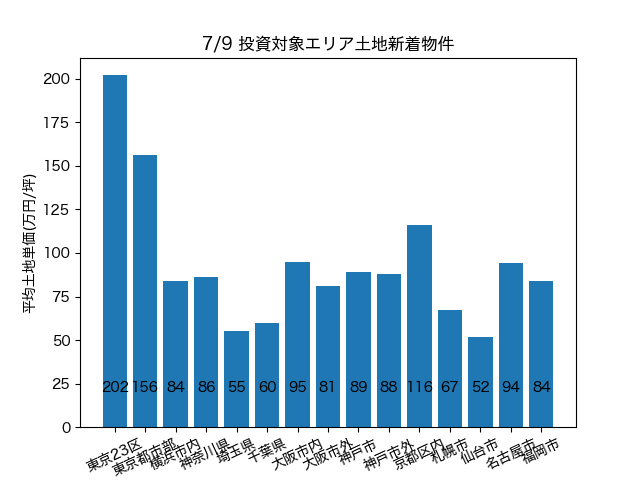 7/9 投資対象エリア土地新着物件
平均土地単価(万円/坪)
200
175
150
125
100
75
50
25
0
202 156 84 86 55 60 95 81 89 88 116 67 52 94 84
東京23区 東京都市部 横浜市内 神奈川県 埼玉県 千葉県 大阪市内 大阪市外 神戸市 神戸市外 京都区内 札幌市 仙台市 名古屋市 福岡市